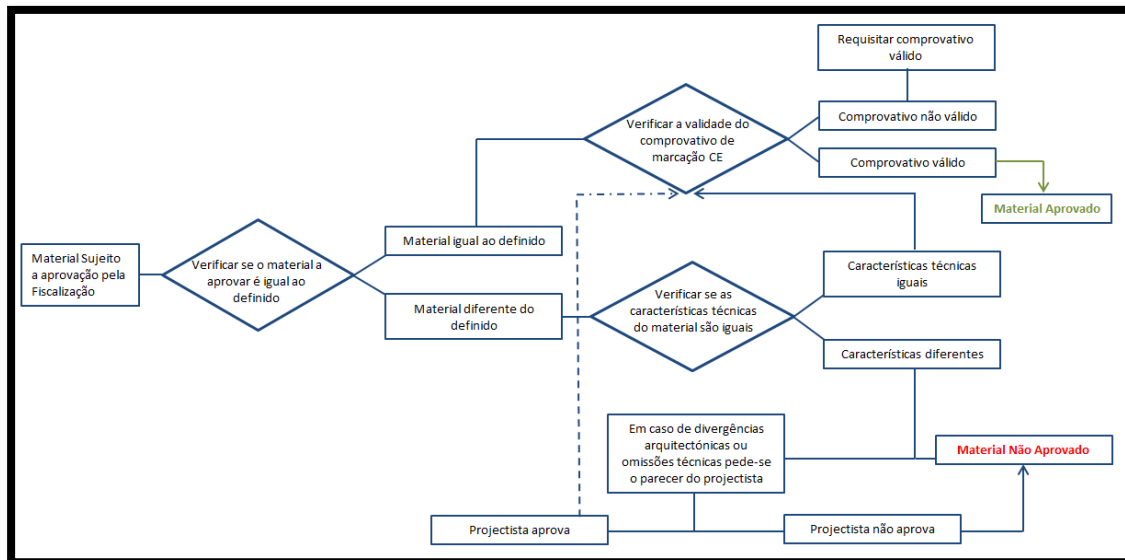 Requisitar comprovativo
válido
Verificar a validade do
comprovativo de
marcação CE
Comprovativo não válido
Comprovativo válido
Material Aprovado
Material Sujeito
a aprovação pela
Fiscalização
Verificar se o material a
aprovar é igual ao
definido
Material igual ao definido
Material diferente do
definido
Verificar se as
características técnicas
do material são iguais
Características técnicas
iguais
Características diferentes
Em caso de divergências
arquitectónicas ou
omissões técnicas pede-se
o parecer do projectista
Material Não Aprovado
Projectista aprova
Projectista não aprova